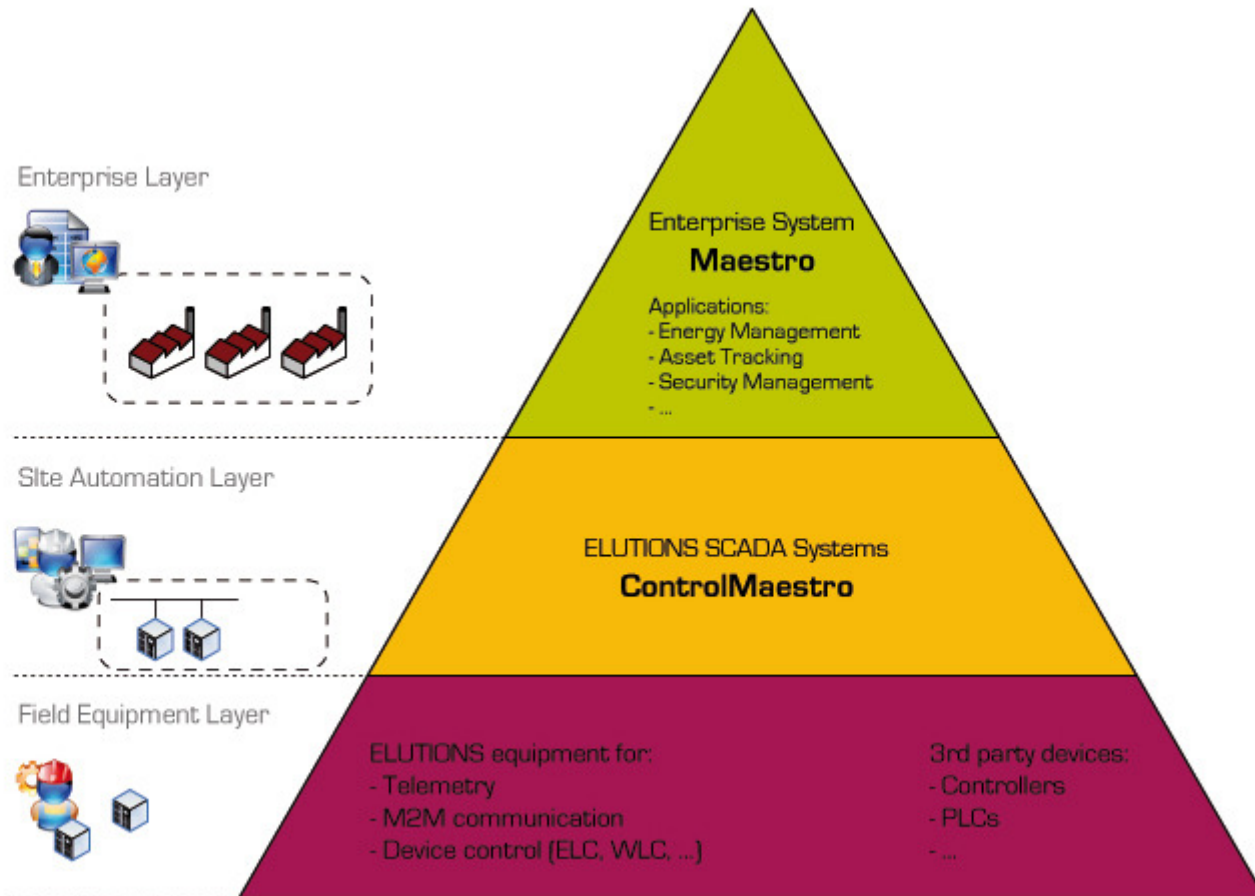 Enterprise Layer
Enterprise System
Maestro
Applications:
- Energy Management
- Asset Tracking
- Security Management
- ...
SIte Automation Layer
ELUTIONS SCADA Systems
ControlMaestro
Field Equipment Layer
ELUTIONS equipment for:
- Telemetry
- M2M communication
- Device control (ELC, WLC, ...)
3rd party devices:
- Controllers
- PLCs
- ...